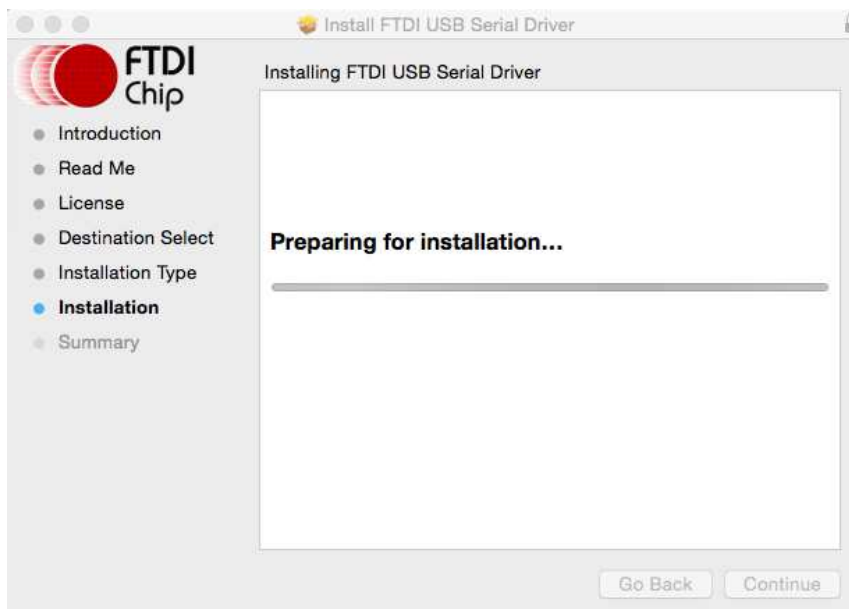 Install FTDI USB Serial Driver
FTDI
Chip
Installing FTDI USB Serial Driver
Introduction
Read Me
License
Destination Select
Installation Type
Installation
Summary
Preparing for installation...
Go Back
Continue